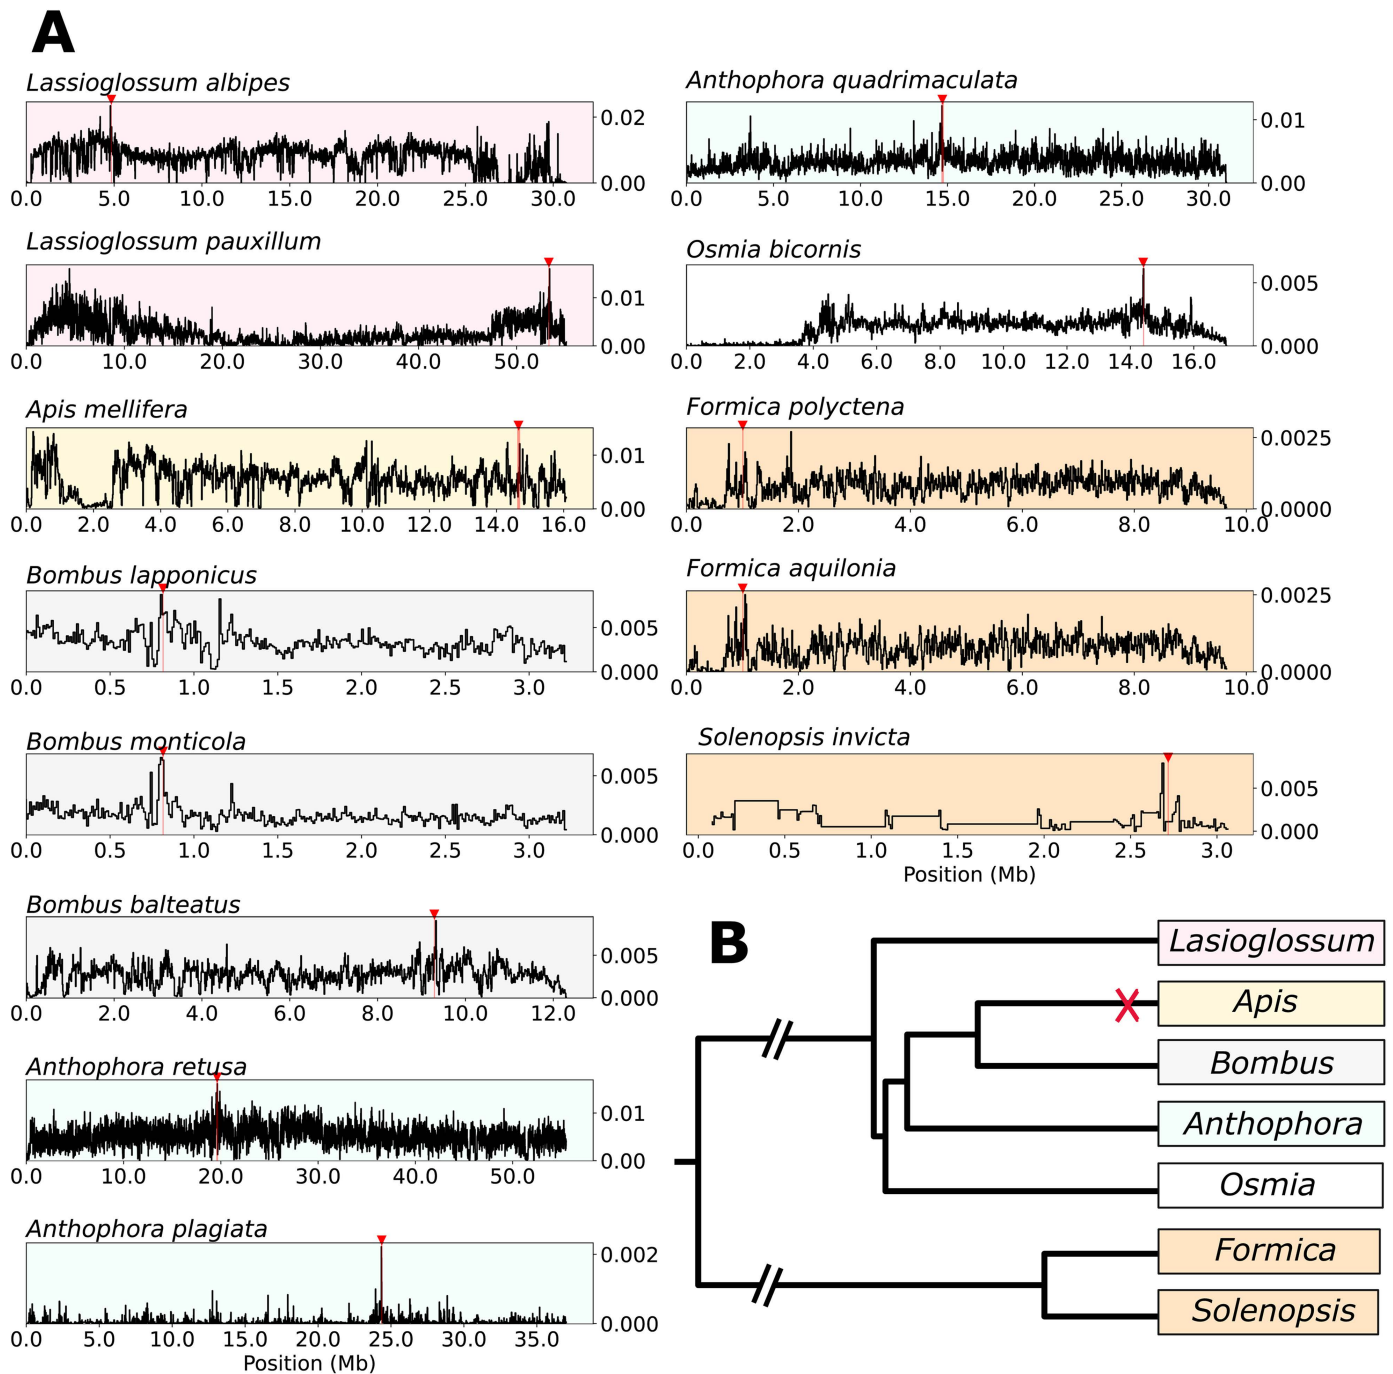 A
Lassioglossum albipes
0.02
0.00
0.0 5.0 10.0 15.0 20.0 25.0 30.0
Lassioglossum pauxillum
0.01
0.00
0.0 10.0 20.0 30.0 40.0 50.0
Apis mellifera
0.01
0.00
0.0 2.0 4.0 6.0 8.0 10.0 12.0 14.0 16.0
Bombus lapponicus
0.005
0.000
0.0 0.5 1.0 1.5 2.0 2.5 3.0
Bombus monticola
0.005
0.000
0.0 0.5 1.0 1.5 2.0 2.5 3.0
Bombus balteatus
0.005
0.000
0.0 2.0 4.0 6.0 8.0 10.0 12.0
Anthophora retusa
0.01
0.00
0.0 10.0 20.0 30.0 40.0 50.0
Anthophora plagiata
0.002
0.000
0.0 5.0 10.0 15.0 20.0 25.0 30.0 35.0
Position (Mb)
Anthophora quadrimaculata
0.01
0.00
0.0 5.0 10.0 15.0 20.0 25.0 30.0
Osmia bicornis
0.005
0.000
0.0 2.0 4.0 6.0 8.0 10.0 12.0 14.0 16.0
Formica polyctena
0.0025
0.0000
0.0 2.0 4.0 6.0 8.0 10.0
Formica aquilonia
0.0025
0.0000
0.0 2.0 4.0 6.0 8.0 10.0
Solenopsis invicta
0.005
0.000
0.0 0.5 1.0 1.5 2.0 2.5 3.0
Position (Mb)
B
Lasioglossum
Apis
Bombus
Anthophora
Osmia
Formica
Solenopsis